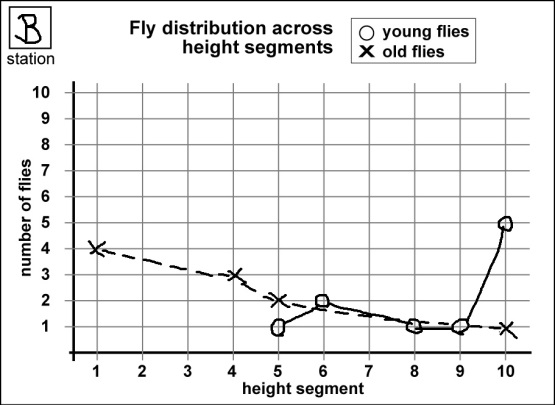 B
station
Fly distribution across
height segments
young flies
old flies
number of flies
10
9
8
7
6
5
4
3
2
1
1 2 3 4 5 6 7 8 9 10
height segment